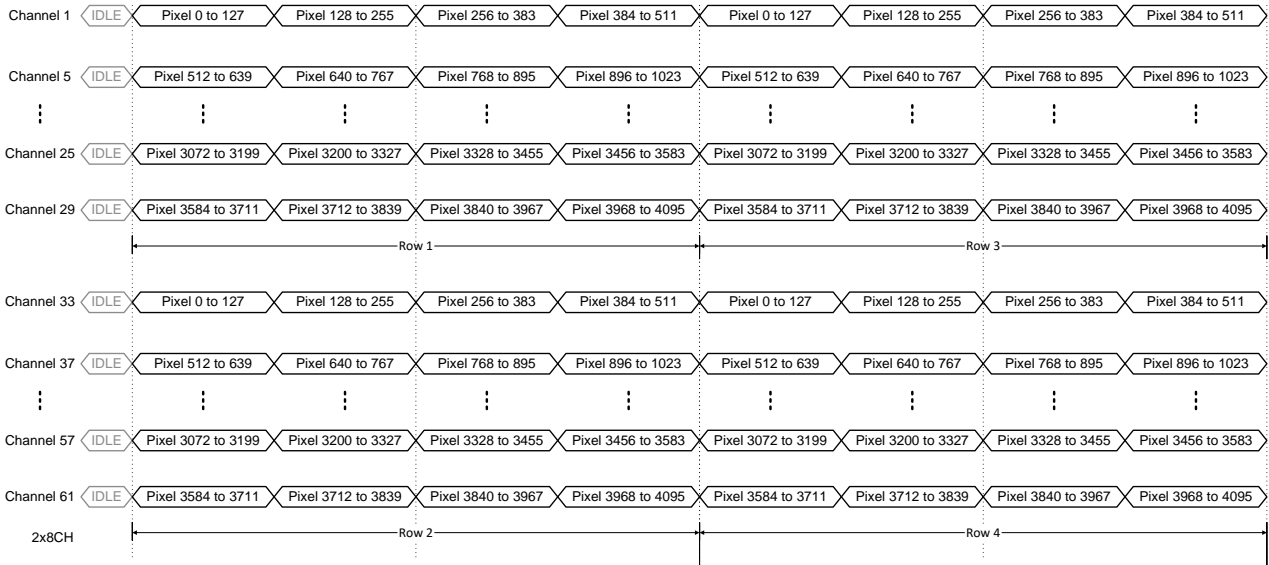 Channel 1 IDLE Pixel 0 to 127 Pixel 128 to 255 Pixel 256 to 383 Pixel 384 to 511 Pixel 0 to 127 Pixel 128 to 255 Pixel 256 to 383 Pixel 384 to 511
Channel 5 IDLE Pixel 512 to 639 Pixel 640 to 767 Pixel 768 to 895 Pixel 896 to 1023 Pixel 512 to 639 Pixel 640 to 767 Pixel 768 to 895 Pixel 896 to 1023
Channel 25 IDLE Pixel 3072 to 3199 Pixel 3200 to 3327 Pixel 3328 to 3455 Pixel 3456 to 3583 Pixel 3072 to 3199 Pixel 3200 to 3327 Pixel 3328 to 3455 Pixel 3456 to 3583
Channel 29 IDLE Pixel 3584 to 3711 Pixel 3712 to 3839 Pixel 3840 to 3967 Pixel 3968 to 4095 Pixel 3584 to 3711 Pixel 3712 to 3839 Pixel 3840 to 3967 Pixel 3968 to 4095
Row 1 Row 3
Channel 33 IDLE Pixel 0 to 127 Pixel 128 to 255 Pixel 256 to 383 Pixel 384 to 511 Pixel 0 to 127 Pixel 128 to 255 Pixel 256 to 383 Pixel 384 to 511
Channel 37 IDLE Pixel 512 to 639 Pixel 640 to 767 Pixel 768 to 895 Pixel 896 to 1023 Pixel 512 to 639 Pixel 640 to 767 Pixel 768 to 895 Pixel 896 to 1023
Channel 57 IDLE Pixel 3072 to 3199 Pixel 3200 to 3327 Pixel 3328 to 3455 Pixel 3456 to 3583 Pixel 3072 to 3199 Pixel 3200 to 3327 Pixel 3328 to 3455 Pixel 3456 to 3583
Channel 61 IDLE Pixel 3584 to 3711 Pixel 3712 to 3839 Pixel 3840 to 3967 Pixel 3968 to 4095 Pixel 3584 to 3711 Pixel 3712 to 3839 Pixel 3840 to 3967 Pixel 3968 to 4095
2x8CH Row 2 Row 4